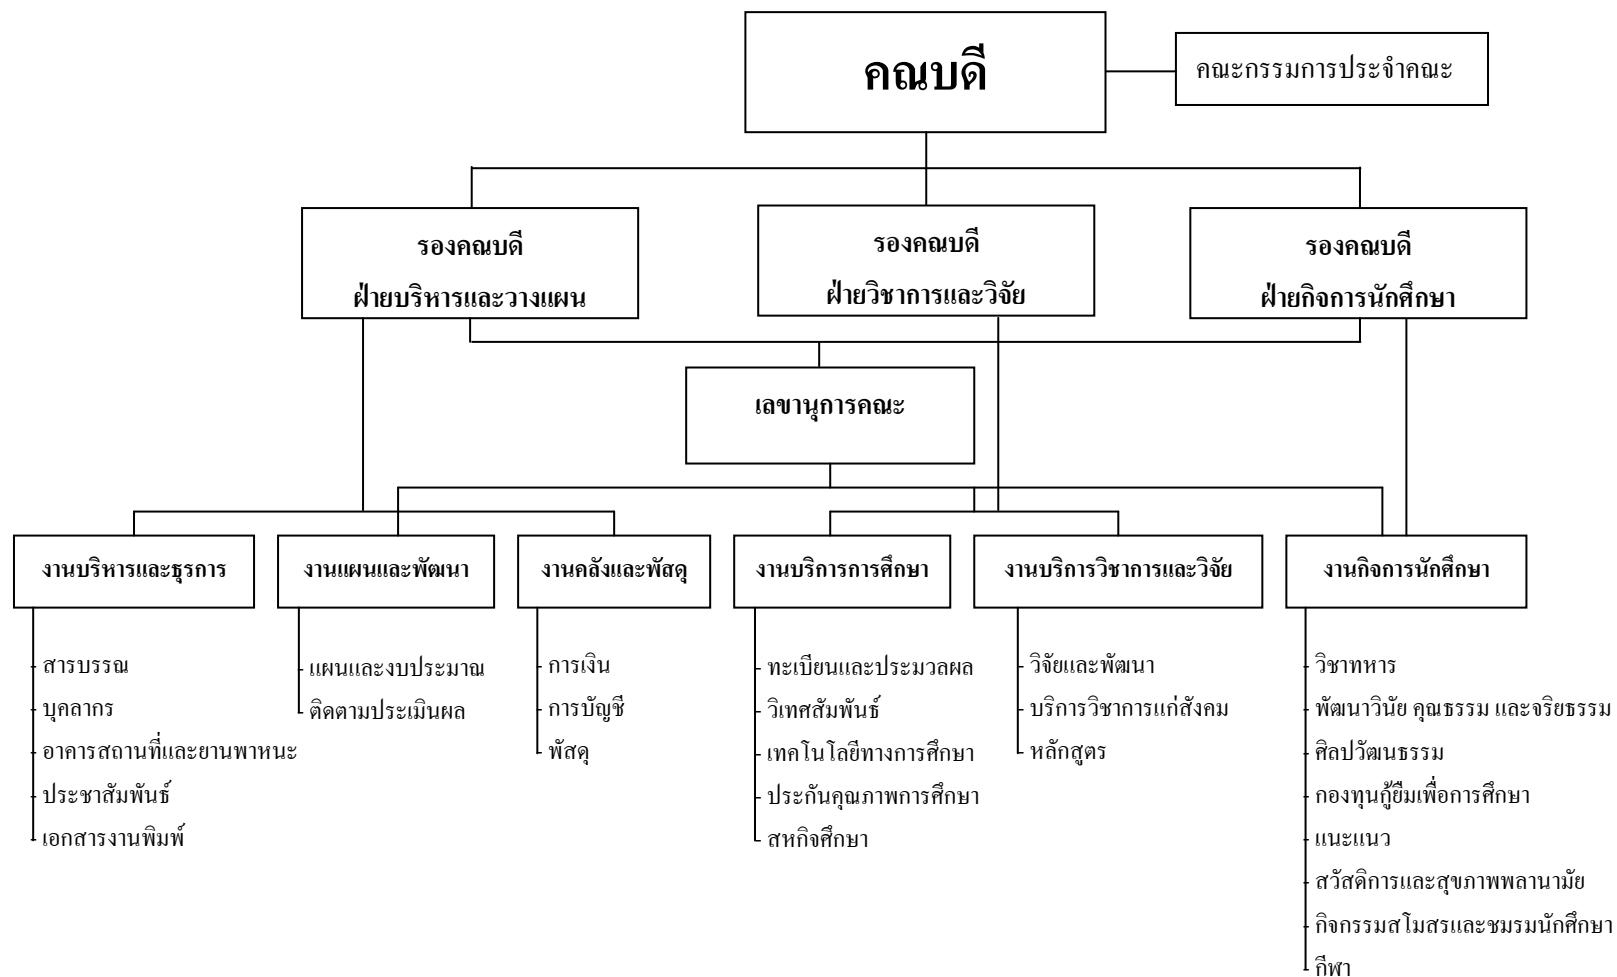 คณบดี
คณะกรรมการประจำคณะ
รองคณบดี
ฝ่ายบริหารและวางแผน
รองคณบดี
ฝ่ายวิชาการและวิจัย
รองคณบดี
ฝ่ายกิจการนักศึกษา
เลขานุการคณะ
งานบริหารและธุรการ
- สารบรรณ
- บุคลากร
- อาคารสถานที่และยานพาหนะ
- ประชาสัมพันธ์
- เอกสารงานพิมพ์
งานแผนและพัฒนา
- แผนและงบประมาณ
- ติดตามประเมินผล
งานคลังและพัสดุ
- การเงิน
- การบัญชี
- พัสดุ
งานบริการการศึกษา
- ทะเบียนและประมวลผล
- วิเทศสัมพันธ์
- เทคโนโลยีทางการศึกษา
- ประกันคุณภาพการศึกษา
- สหกิจศึกษา
งานบริการวิชาการและวิจัย
- วิจัยและพัฒนา
- บริการวิชาการแก่สังคม
- หลักสูตร
งานกิจการนักศึกษา
- วิชาทหาร
- พัฒนาวินัย คุณธรรม และจริยธรรม
- ศิลปวัฒนธรรม
- กองทุนกู้ยืมเพื่อการศึกษา
- แนะแนว
- สวัสดิการและสุขภาพพลานามัย
- กิจกรรมสโมสรและชมรมนักศึกษา
- กีฬา